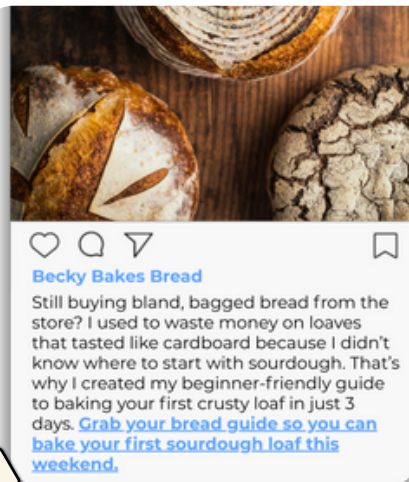 Becky Bakes Bread
Still buying bland, bagged bread from the
store? I used to waste money on loaves
that tasted like cardboard because I didn’t
know where to start with sourdough. That’s
why I created my beginner-friendly guide
to baking your first crusty loaf in just 3
days. Grab your bread guide so you can
bake your first sourdough loaf this
weekend.